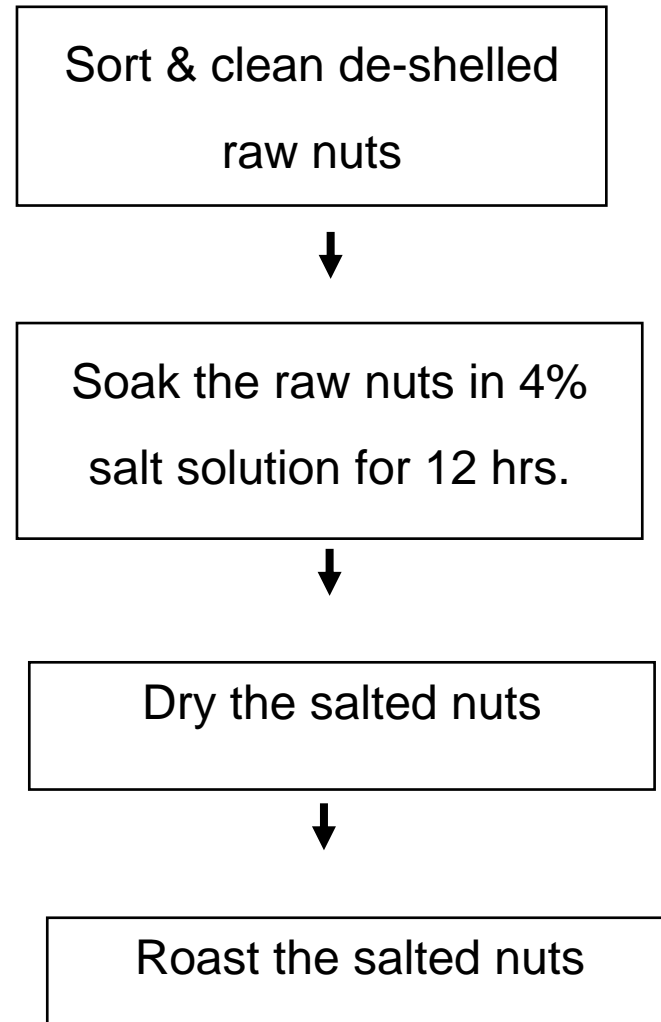 Sort & clean de-shelled
raw nuts
Soak the raw nuts in 4%
salt solution for 12 hrs.
Dry the salted nuts
Roast the salted nuts